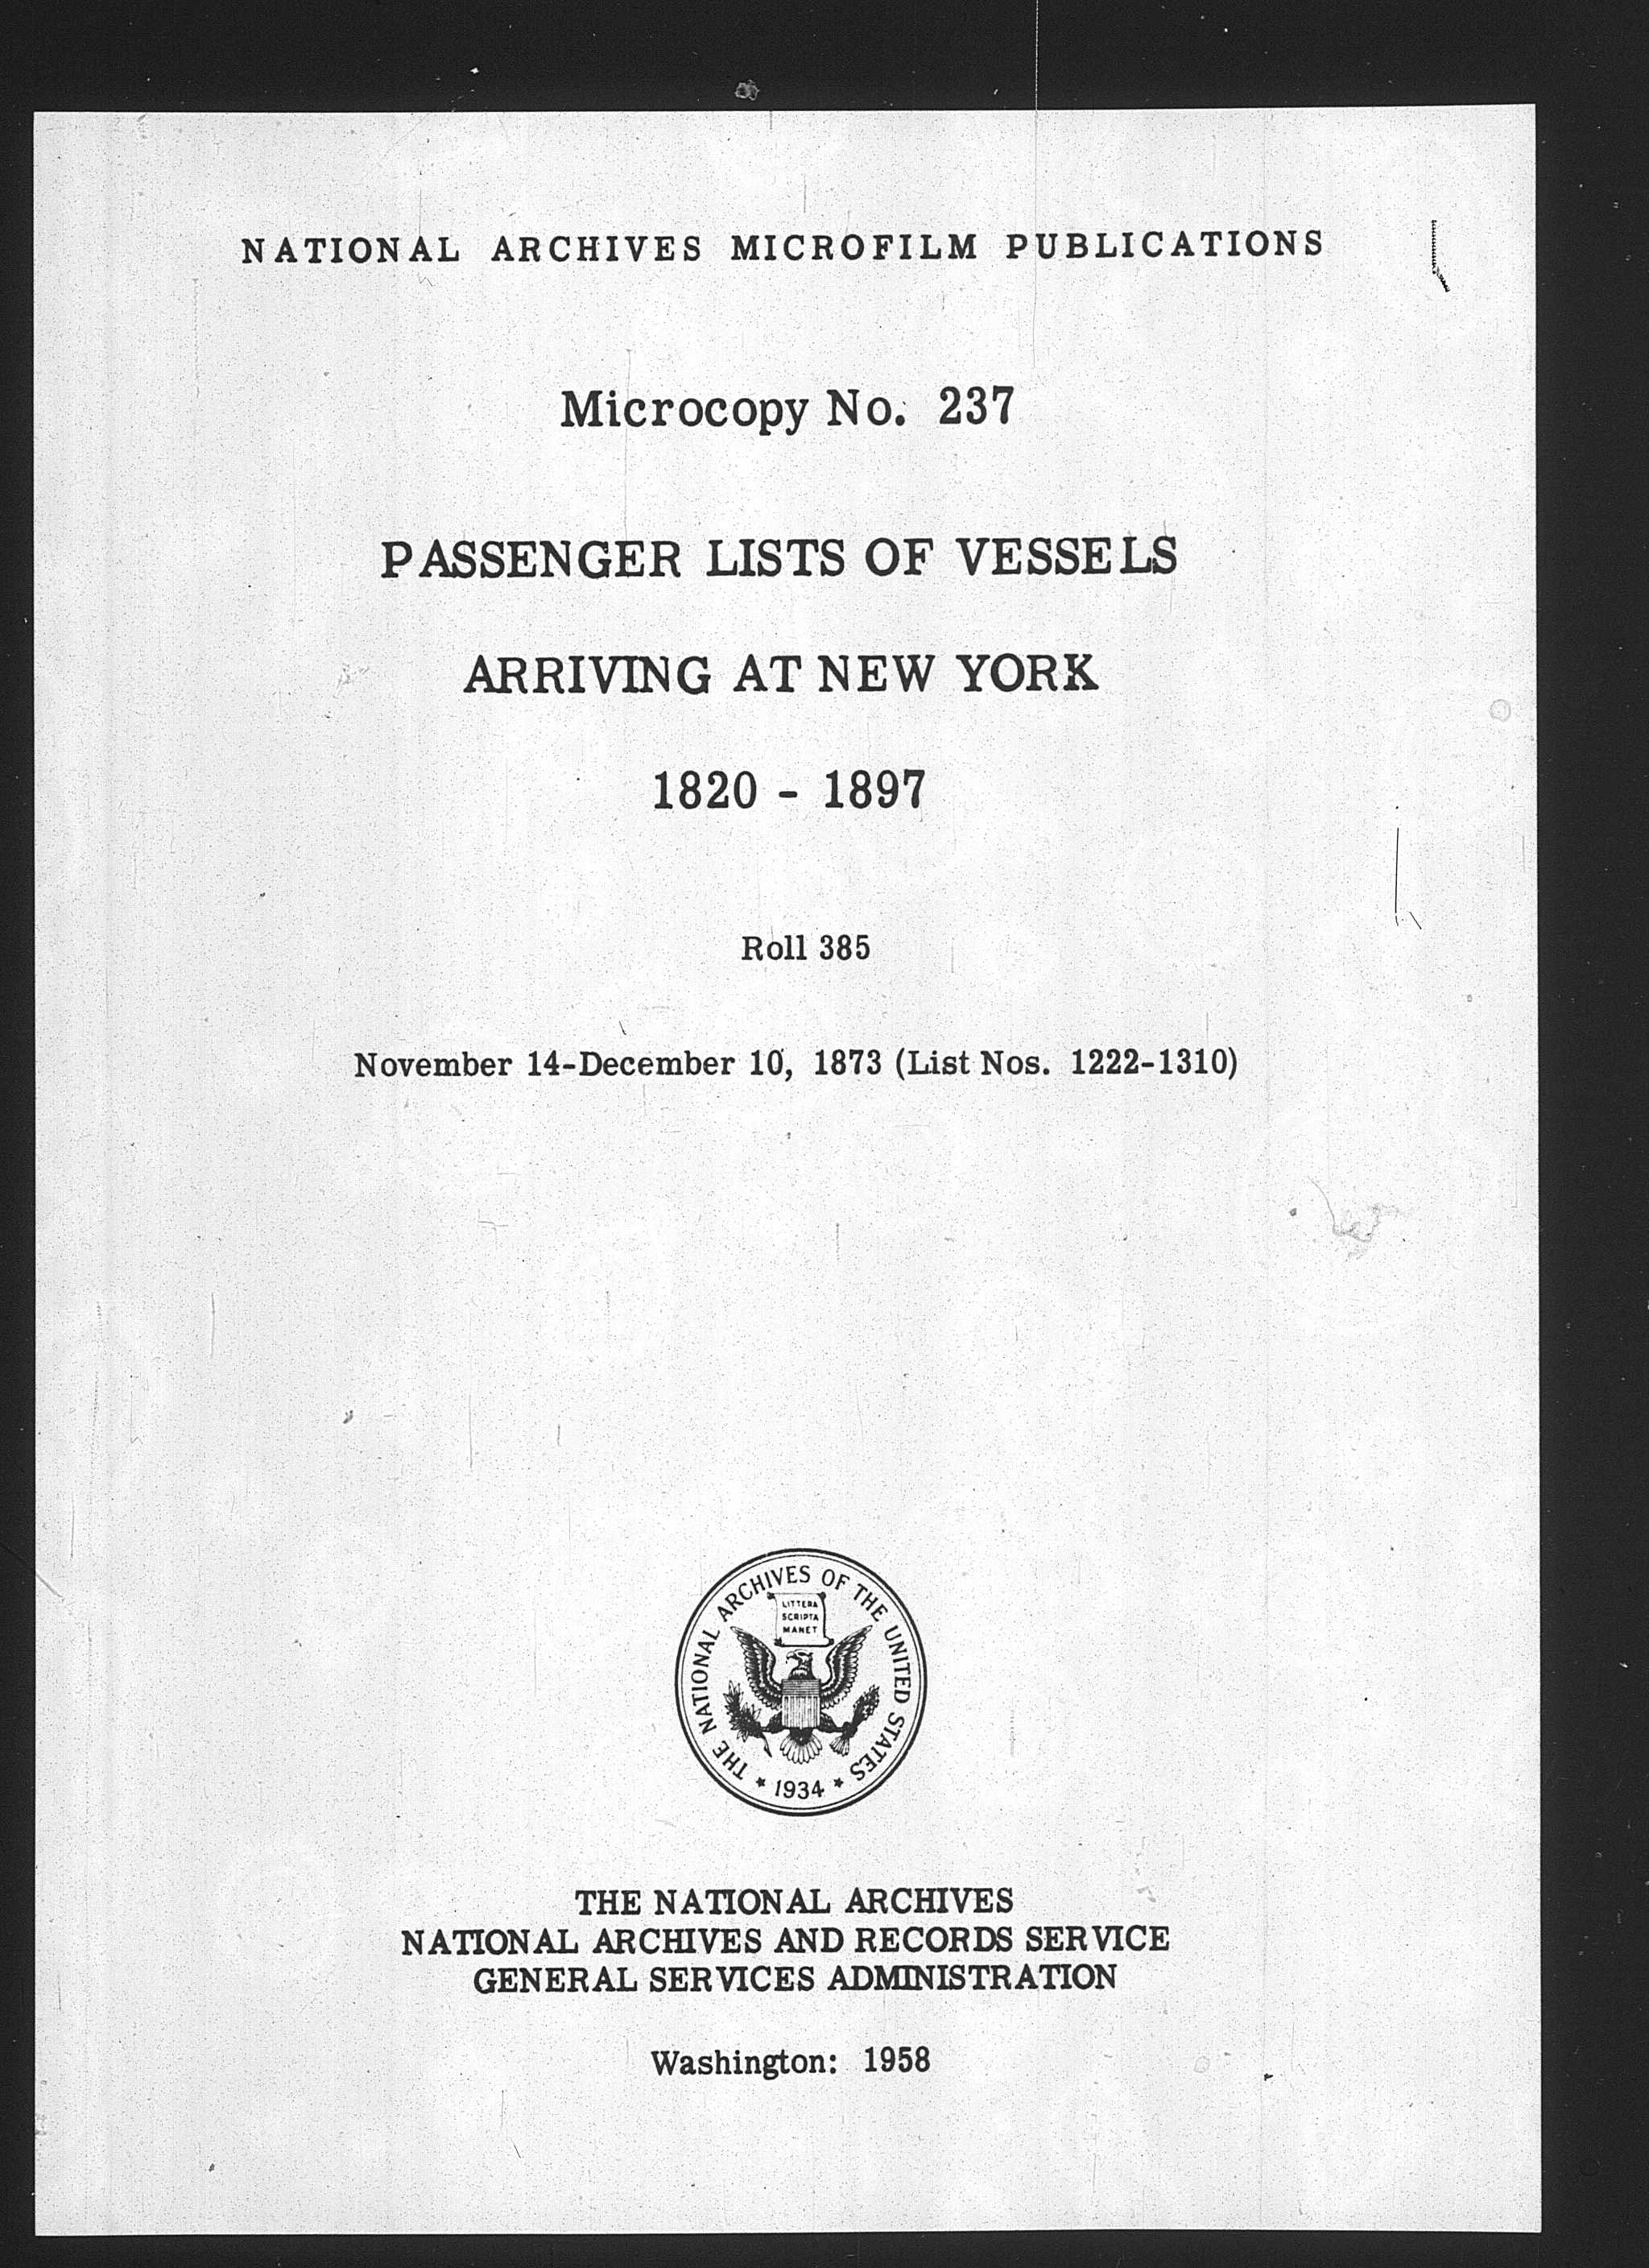 NATIONAL ARCHIVES MICROFILM PUBLICATIONS
Microcopy No. 237
PASSENGER LISTS OF VESSELS
ARRIVING AT NEW YORK
1820 - 1897
Roll 385
November 14-December 10, 1873 (List Nos. 1222-1310)
THE NATIONAL ARCHIVES OF THE UNITED STATES
LITTERA
SCRIPTA
MANET
★ 1934 ★
THE NATIONAL ARCHIVES
NATIONAL ARCHIVES AND RECORDS SERVICE
GENERAL SERVICES ADMINISTRATION
Washington: 1958